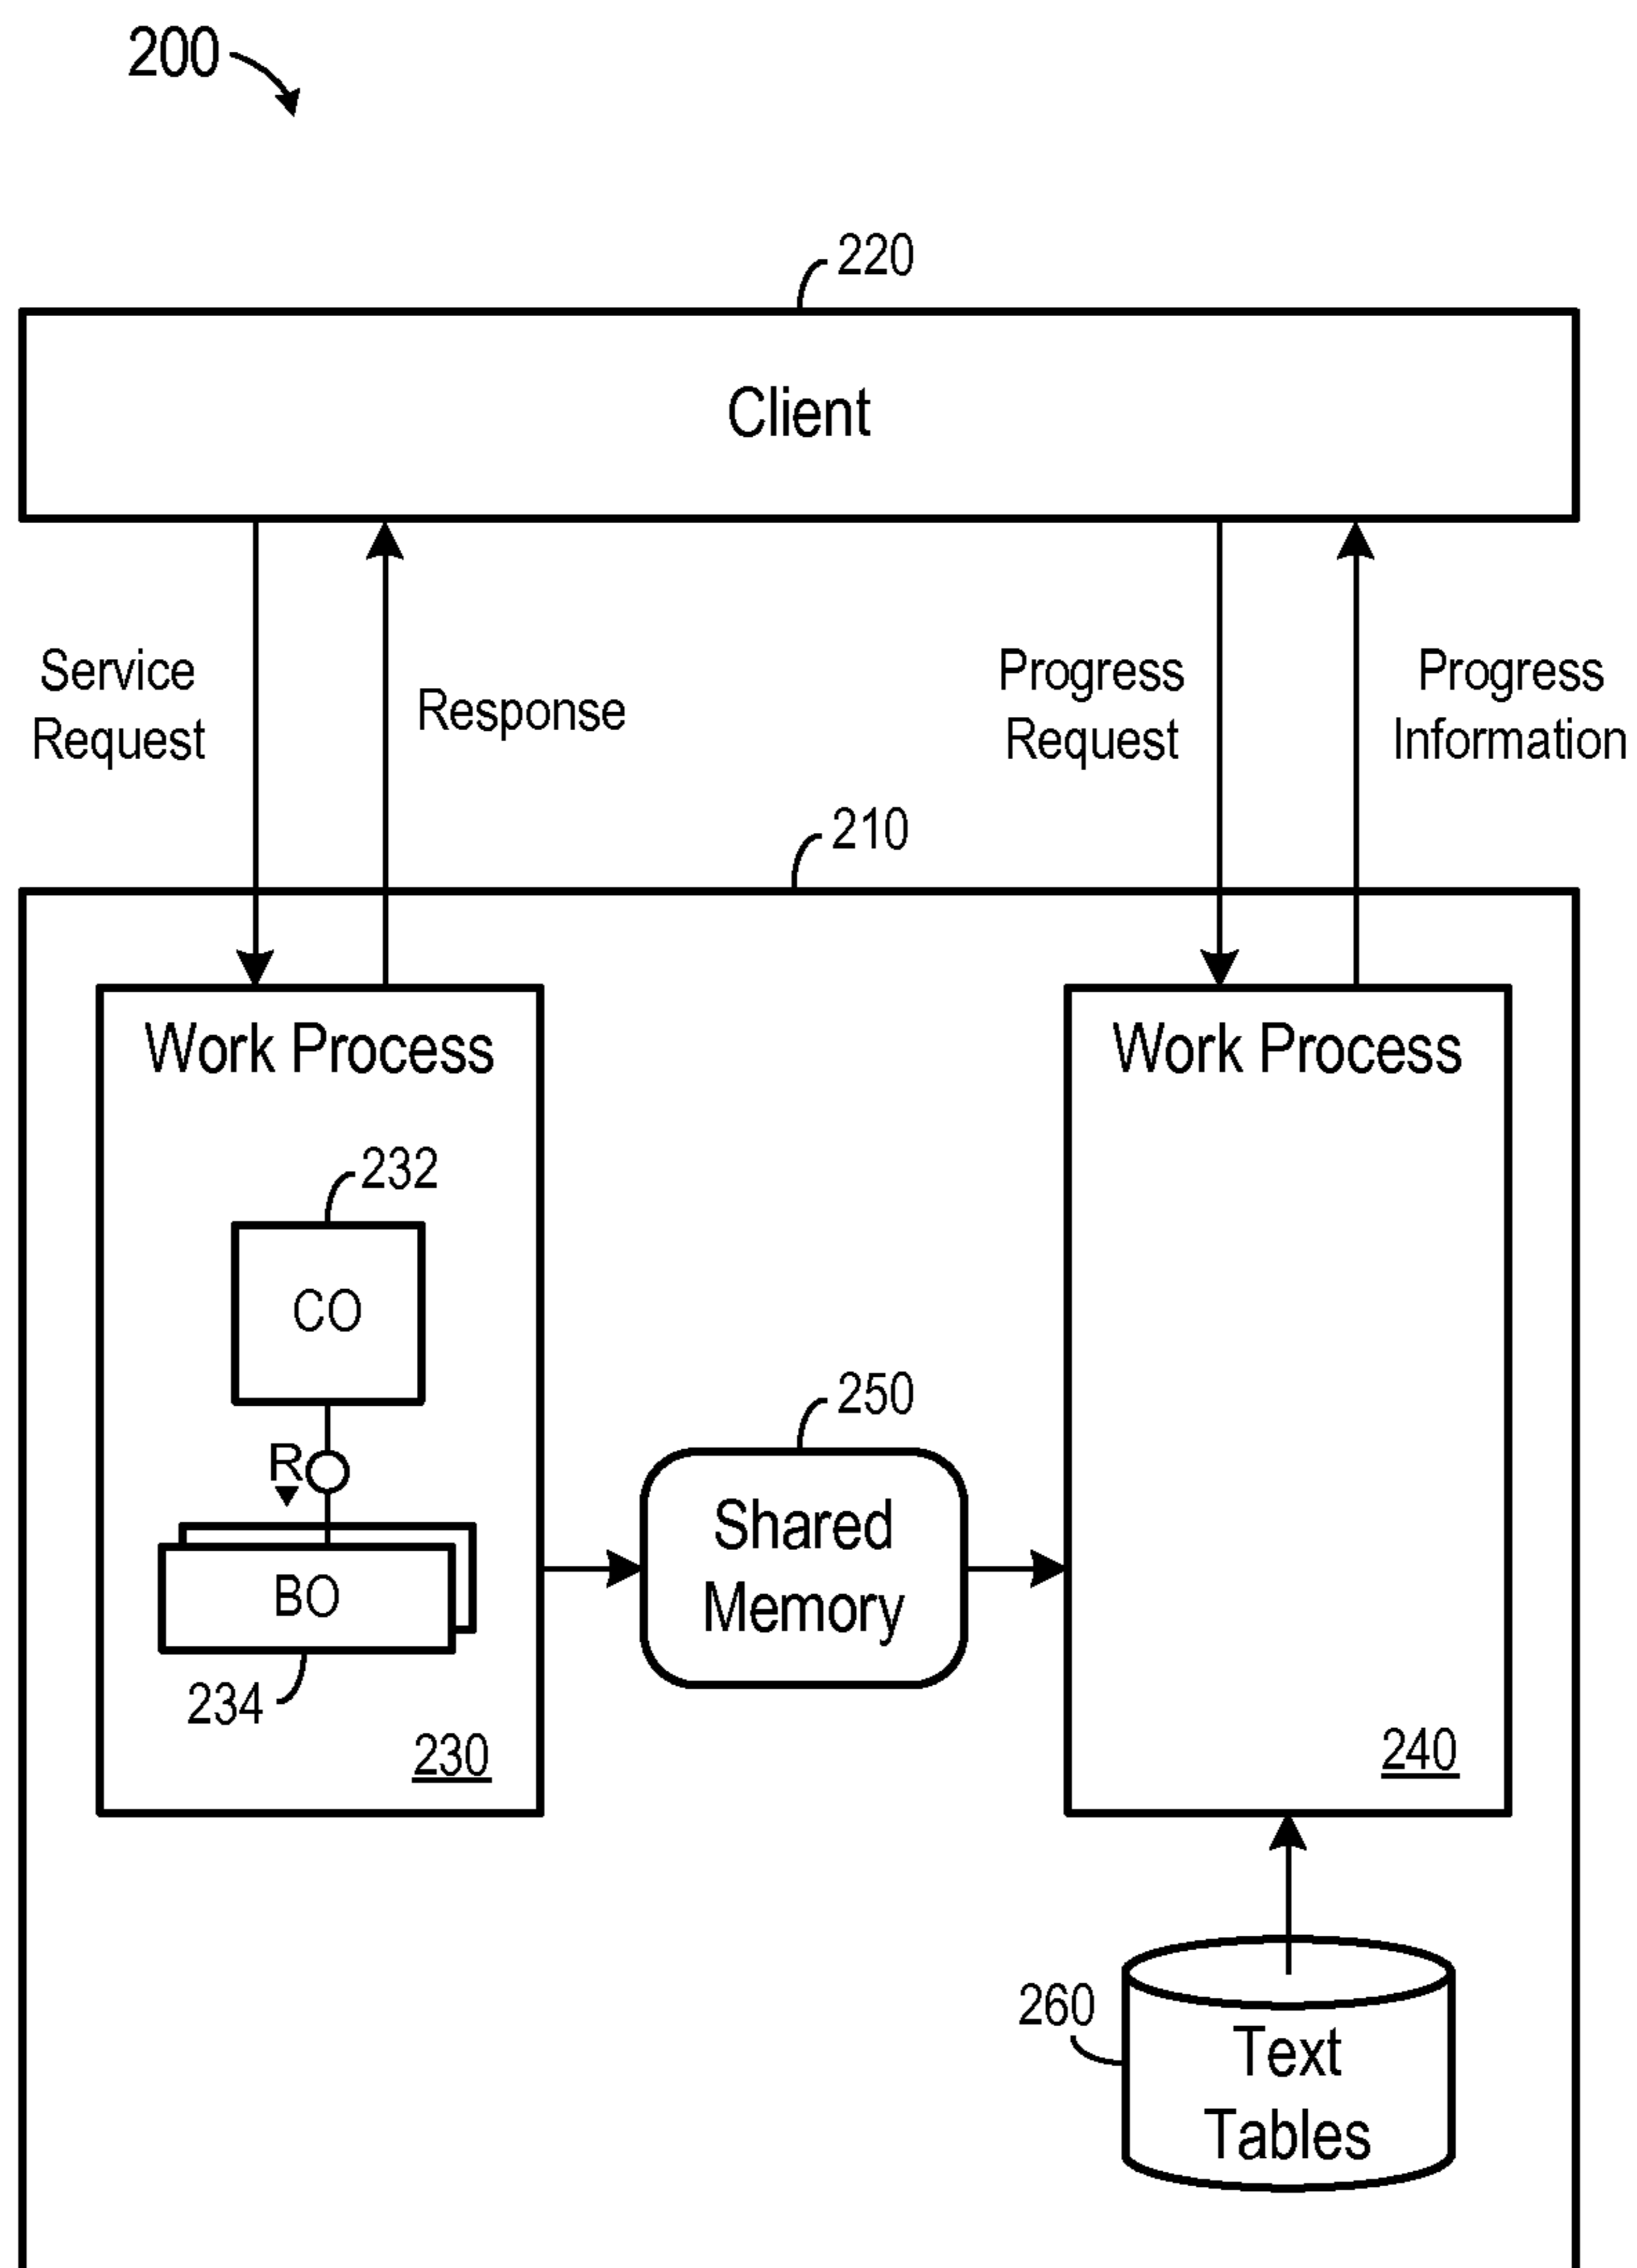 200
220
Client
Service
Request
Response
Progress
Request
Progress
Information
210
Work Process
232
CO
R
BO
234
230
250
Shared
Memory
Work Process
240
260
Text
Tables